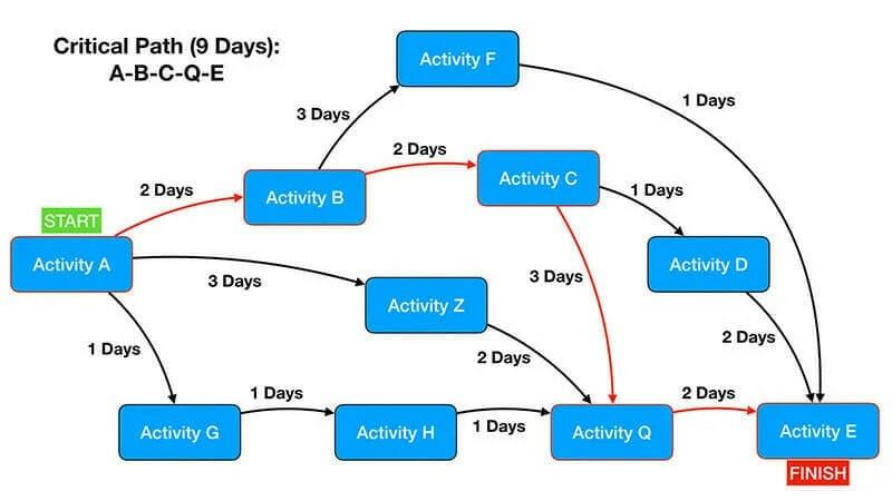 Critical Path (9 Days):
A-B-C-Q-E
Activity F
1 Days
3 Days
2 Days
Activity C
2 Days
Activity B
1 Days
START
Activity A
3 Days
3 Days
Activity D
Activity Z
1 Days
2 Days
2 Days
1 Days
2 Days
Activity G
Activity H
1 Days
Activity Q
Activity E
FINISH